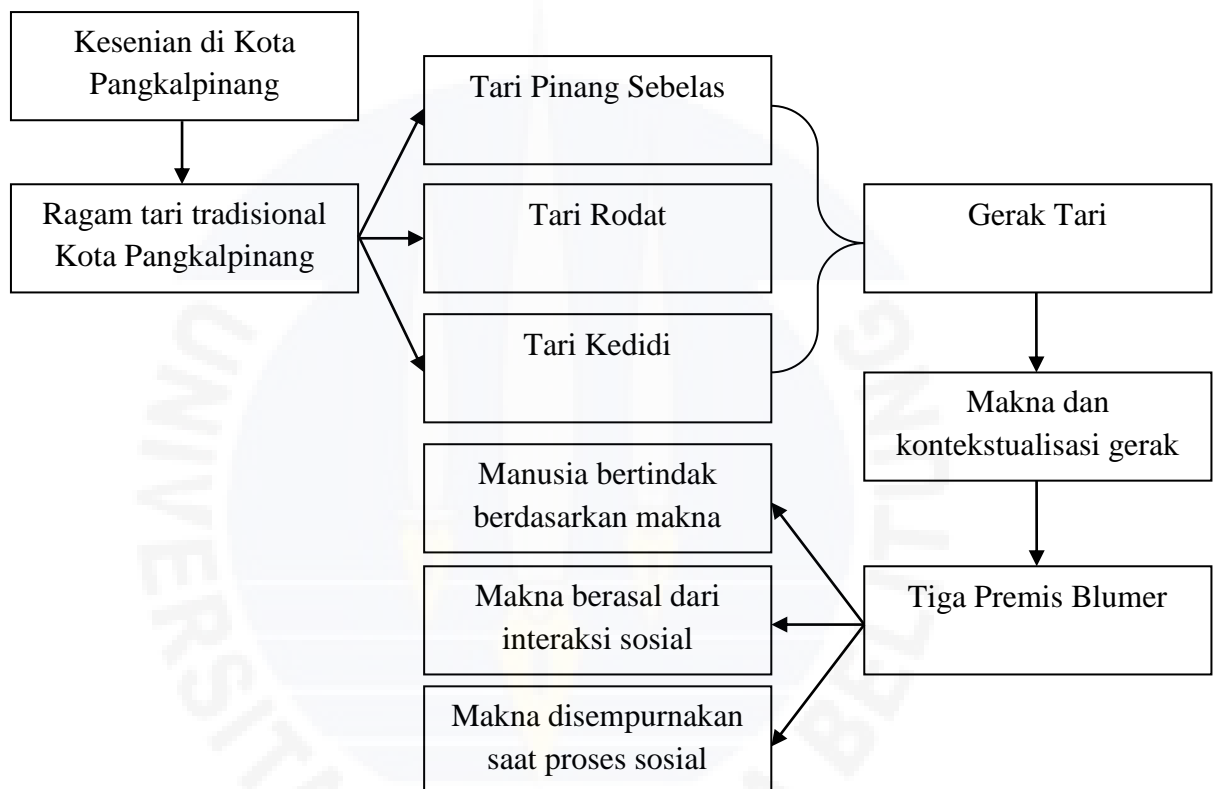 Kesenian di Kota
Pangkalpinang
Ragam tari tradisional
Kota Pangkalpinang
Tari Pinang Sebelas
Tari Rodat
Tari Kedidi
Gerak Tari
Makna dan
kontekstualisasi gerak
Tiga Premis Blumer
Manusia bertindak
berdasarkan makna
Makna berasal dari
interaksi sosial
Makna disempurnakan
saat proses sosial